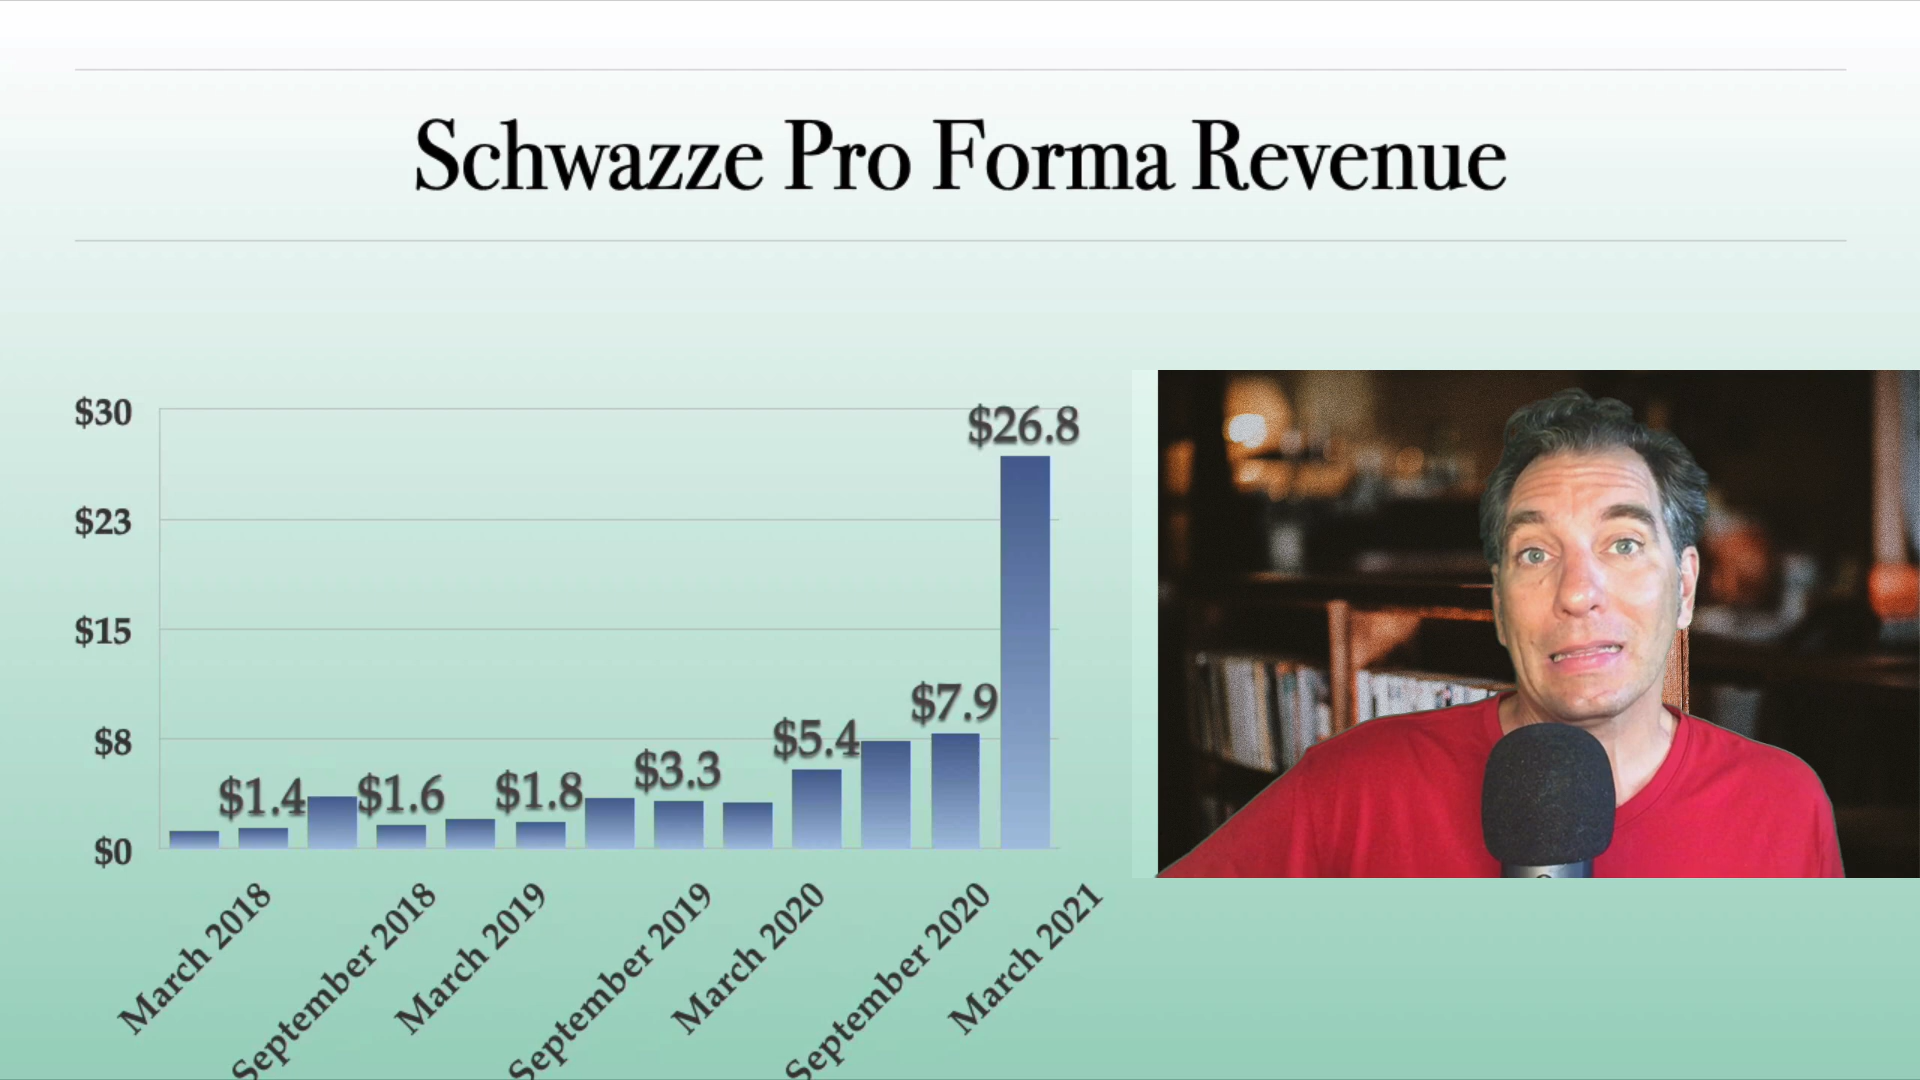 Schwazze Pro Forma Revenue
$30
$23
$15
$8
$0
$1.4
$1.6
$1.8
$3.3
$5.4
$7.9
$26.8
March 2018
September 2018
March 2019
September 2019
March 2020
September 2020
March 2021